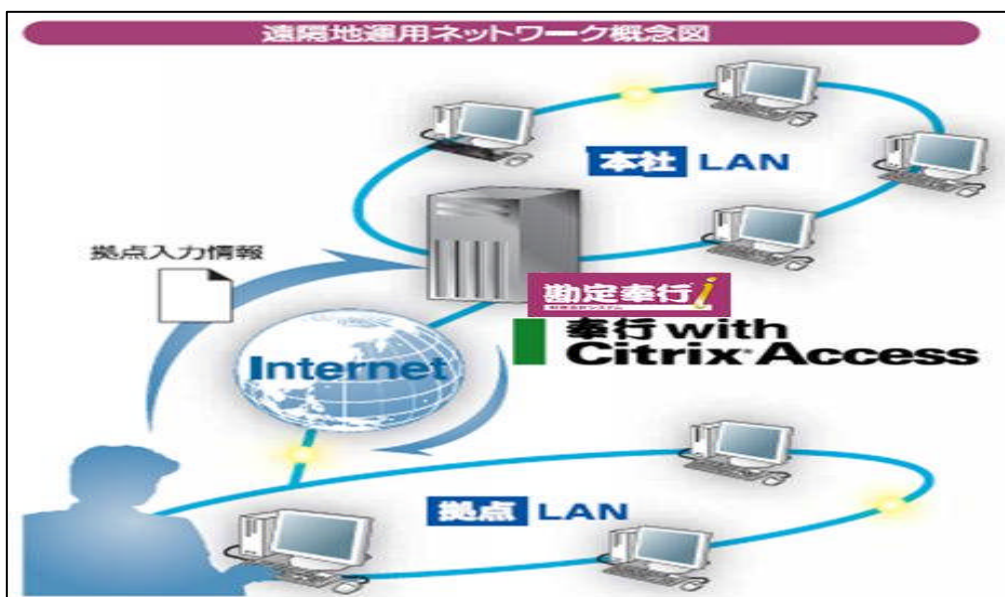 遠隔地運用ネットワーク概念図
本社 LAN
拠点入力情報
勘定奉行i
奉行 with
Citrix Access
Internet
拠点 LAN